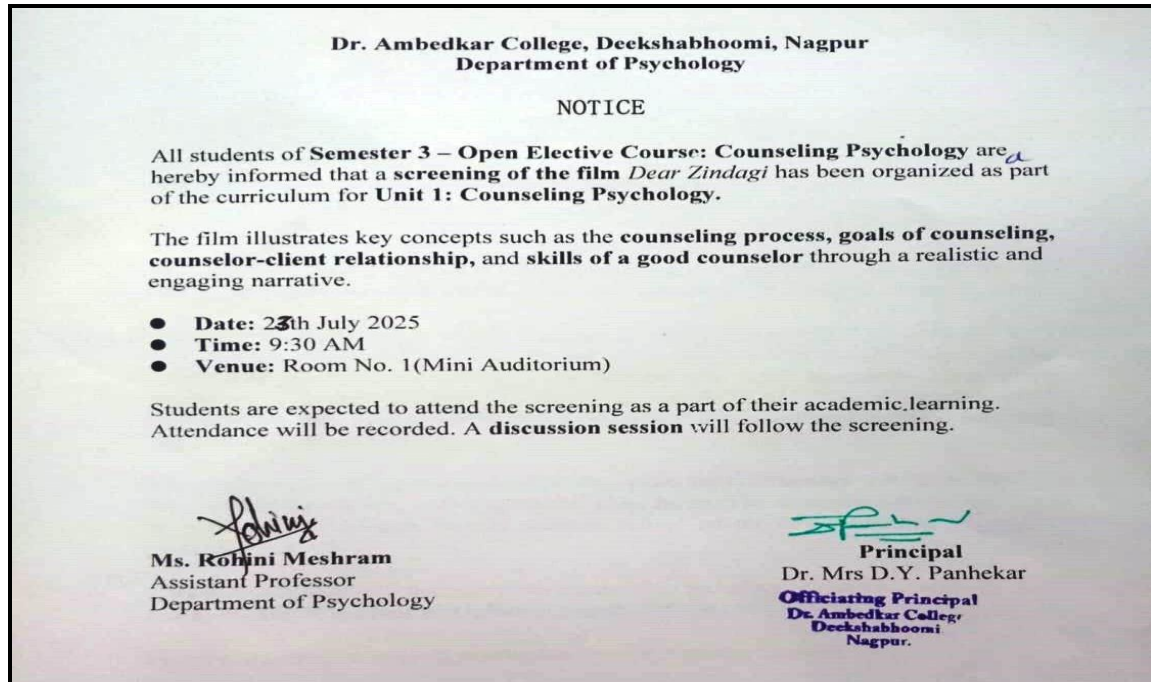 Dr. Ambedkar College, Deekshabhoomi, Nagpur
Department of Psychology
NOTICE
All students of Semester 3 – Open Elective Course: Counseling Psychology are
hereby informed that a screening of the film Dear Zindagi has been organized as part
of the curriculum for Unit 1: Counseling Psychology.
The film illustrates key concepts such as the counseling process, goals of counseling,
counselor-client relationship, and skills of a good counselor through a realistic and
engaging narrative.
● Date: 23th July 2025
● Time: 9:30 AM
● Venue: Room No. 1(Mini Auditorium)
Students are expected to attend the screening as a part of their academic learning.
Attendance will be recorded. A discussion session will follow the screening.
Rohini
Ms. Rohini Meshram
Assistant Professor
Department of Psychology
Principal
Dr. Mrs D.Y. Panhekar
Officiating Principal
Dr. Ambedkar College
Deekshabhoomi
Nagpur.